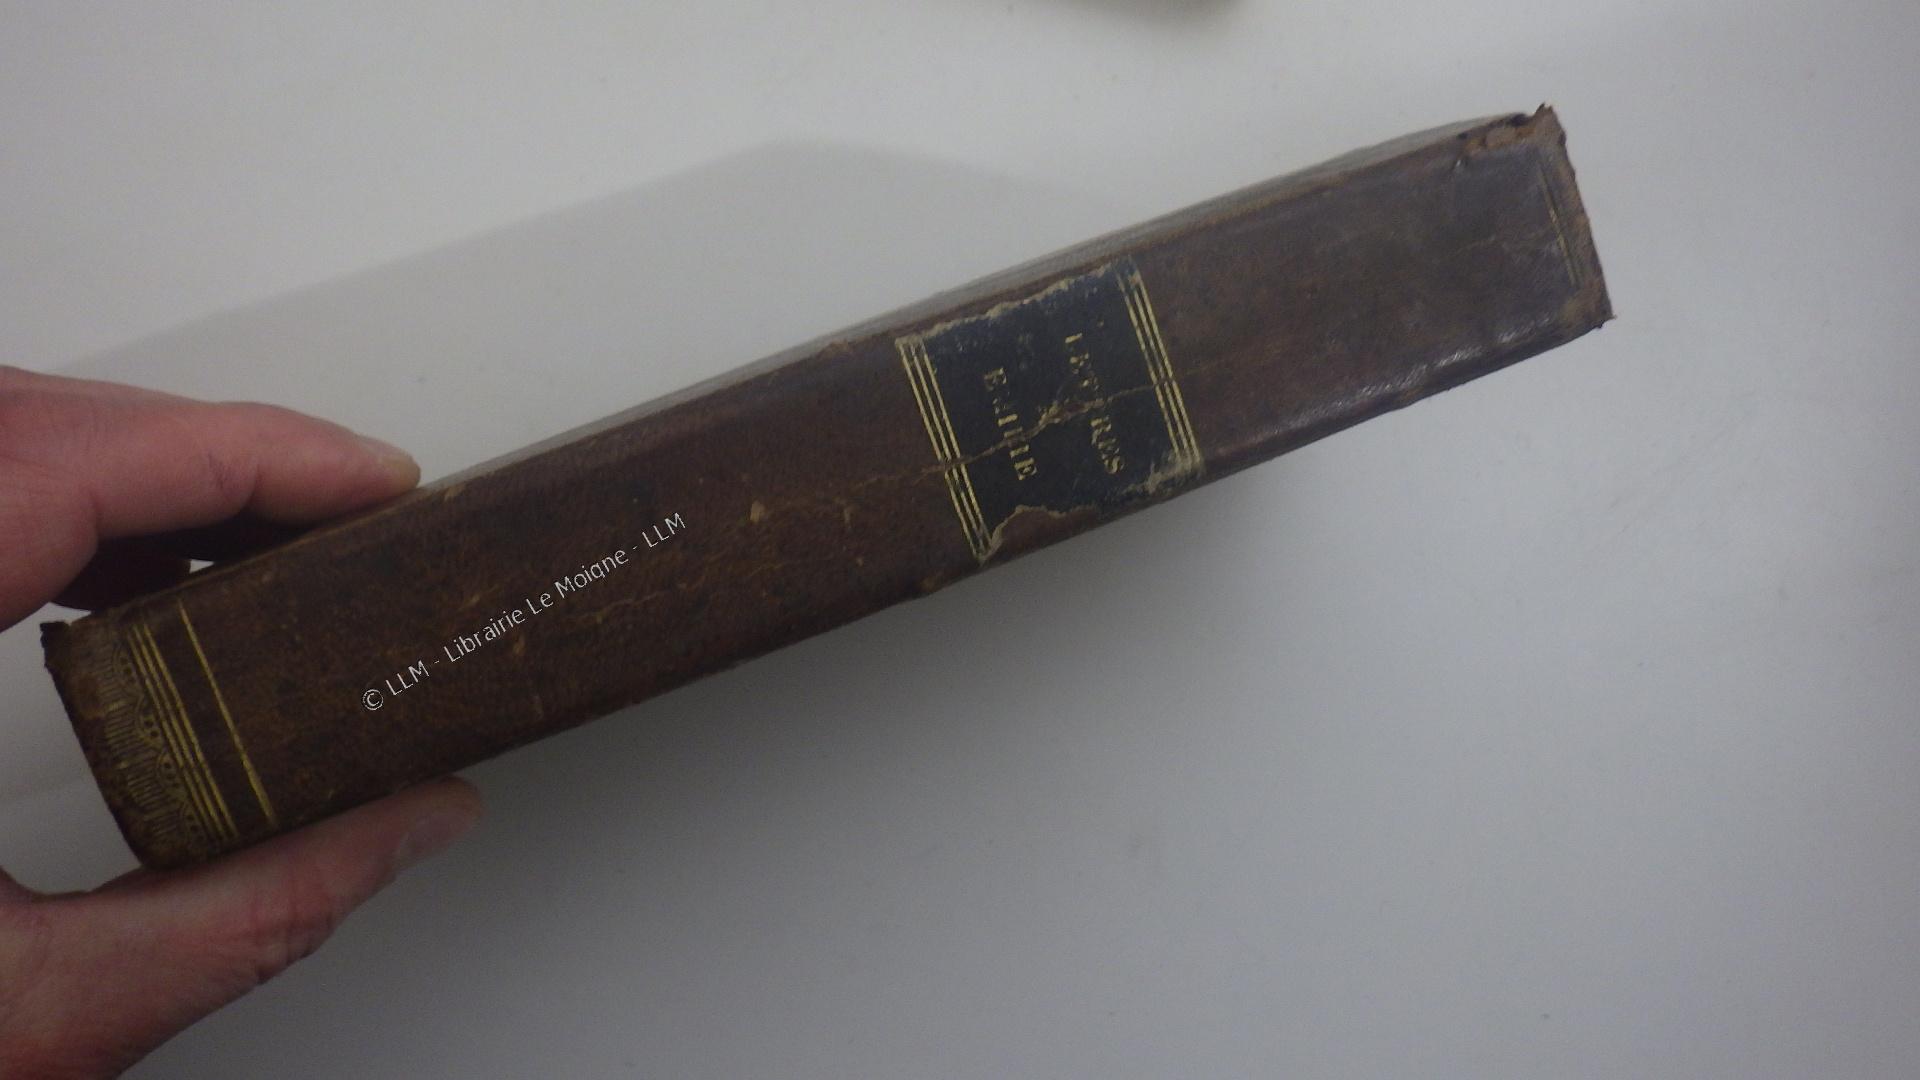 LETTRES
A
EMILIE
© LLM - Librairie Le Moigne - LLM